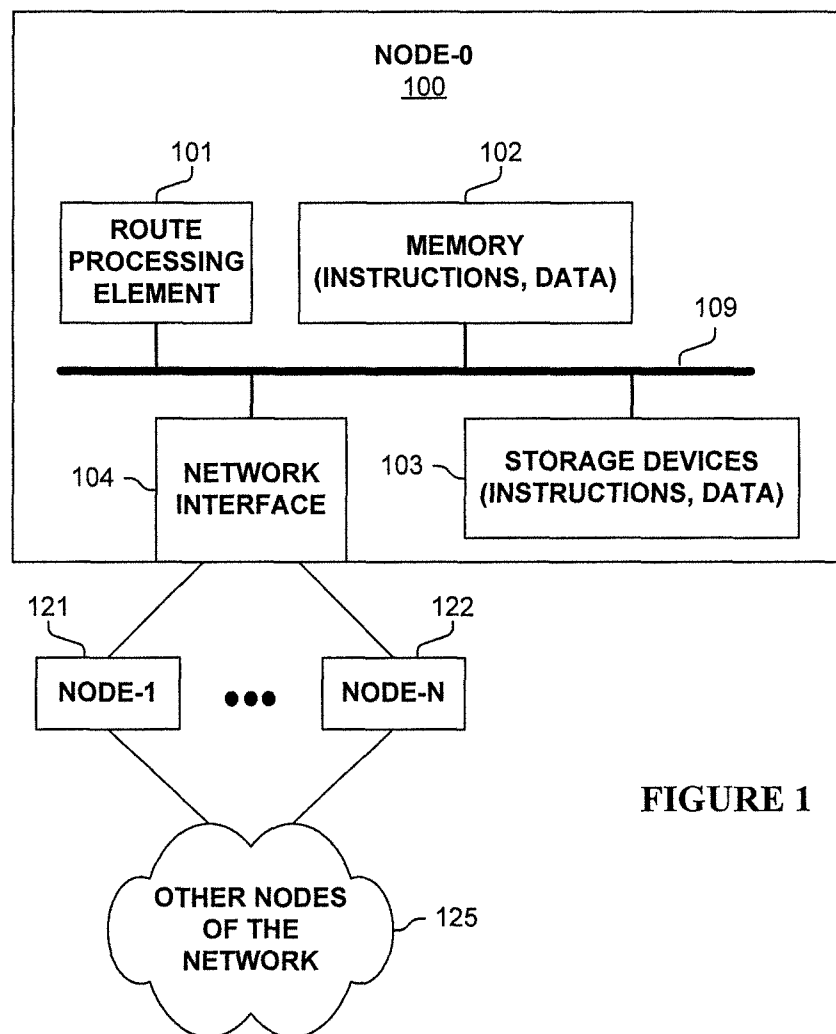 NODE-0
100
101
102
ROUTE
PROCESSING
ELEMENT
MEMORY
(INSTRUCTIONS, DATA)
109
104
NETWORK
INTERFACE
103
STORAGE DEVICES
(INSTRUCTIONS, DATA)
121
122
NODE-1
NODE-N
FIGURE 1
OTHER NODES
OF THE
NETWORK
125